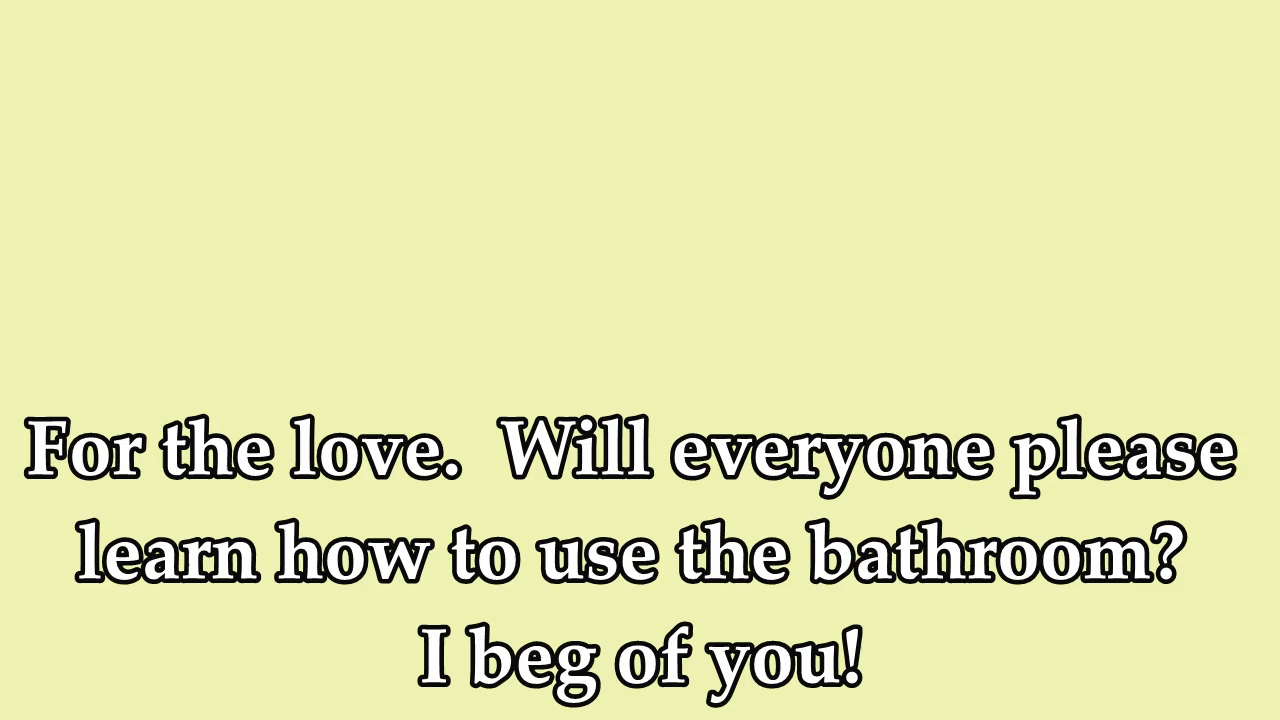 For the love.  Will everyone please
learn how to use the bathroom?
I beg of you!